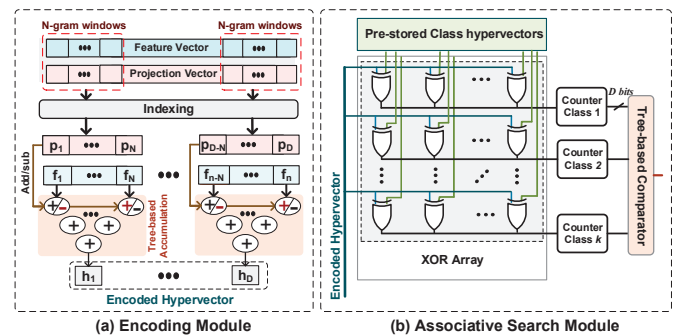 N-gram windows
N-gram windows
••• Feature Vector •••
••• Projection Vector •••
Indexing
p1 ••• pN
pD-N ••• pD
Add/sub
f1 ••• fN
•••
fn-N ••• fn
+/− ••• +/−
+/− ••• +/−
+ + +
+ + +
Tree-based Accumulation
+
+
h1 ••• hD
Encoded Hypervector
(a) Encoding Module
Pre-stored Class hypervectors
Encoded Hypervector
•••
•••
•••
XOR Array
Counter
Class 1
D bits
Counter
Class 2
Counter
Class k
Tree-based Comparator
(b) Associative Search Module